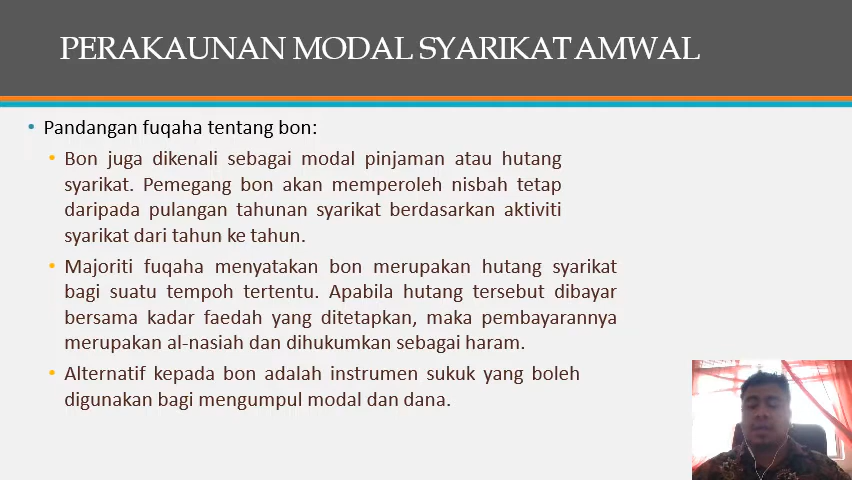 PERAKAUNAN MODAL SYARIKAT AMWAL
• Pandangan fuqaha tentang bon:
• Bon juga dikenali sebagai modal pinjaman atau hutang
syarikat. Pemegang bon akan memperoleh nisbah tetap
daripada pulangan tahunan syarikat berdasarkan aktiviti
syarikat dari tahun ke tahun.
• Majoriti fuqaha menyatakan bon merupakan hutang syarikat
bagi suatu tempoh tertentu. Apabila hutang tersebut dibayar
bersama kadar faedah yang ditetapkan, maka pembayarannya
merupakan al-nasiah dan dihukumkan sebagai haram.
• Alternatif kepada bon adalah instrumen sukuk yang boleh
digunakan bagi mengumpul modal dan dana.